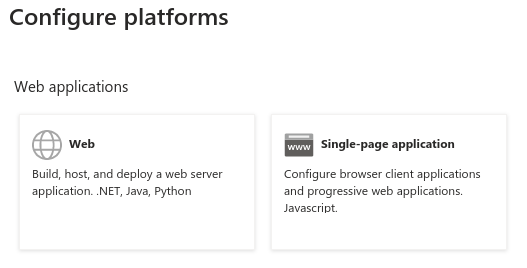 Configure platforms
Web applications
Web
Build, host, and deploy a web server
application. .NET, Java, Python
www
Single-page application
Configure browser client applications
and progressive web applications.
Javascript.